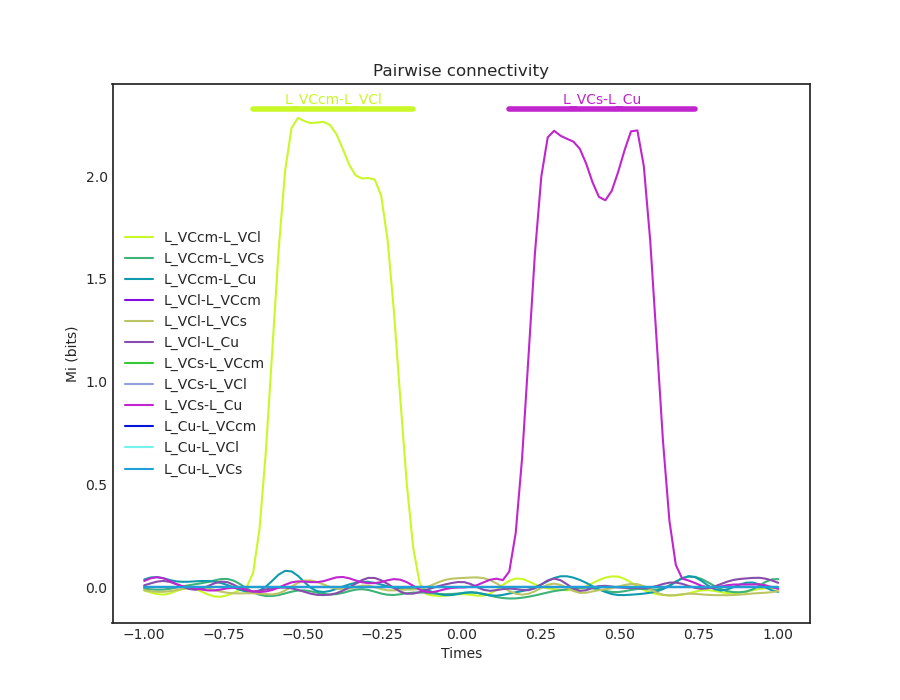 Pairwise connectivity
L_VCcm-L_VCl
L_VCs-L_Cu
2.0
1.5
1.0
0.5
0.0
Mi (bits)
L_VCcm-L_VCl
L_VCcm-L_VCs
L_VCcm-L_Cu
L_VCl-L_VCcm
L_VCl-L_VCs
L_VCl-L_Cu
L_VCs-L_VCcm
L_VCs-L_VCl
L_VCs-L_Cu
L_Cu-L_VCcm
L_Cu-L_VCl
L_Cu-L_VCs
−1.00 −0.75 −0.50 −0.25 0.00 0.25 0.50 0.75 1.00
Times